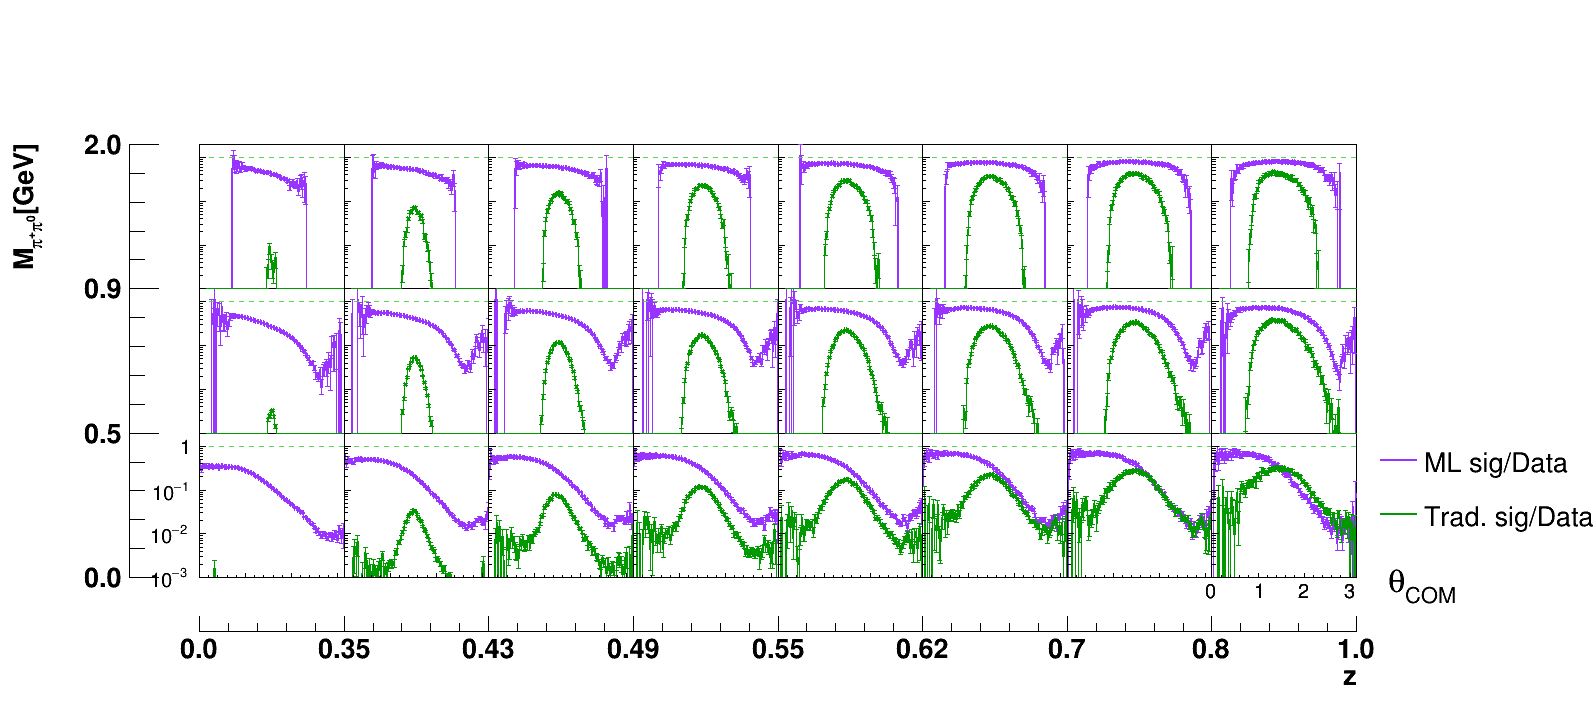 M_{π⁺π⁰}[GeV]
2.0
0.9
0.5
0.0
1
10⁻¹
10⁻²
10⁻³
ML sig/Data
Trad. sig/Data
0 1 2 3
θ_COM
0.0 0.35 0.43 0.49 0.55 0.62 0.7 0.8 1.0
z